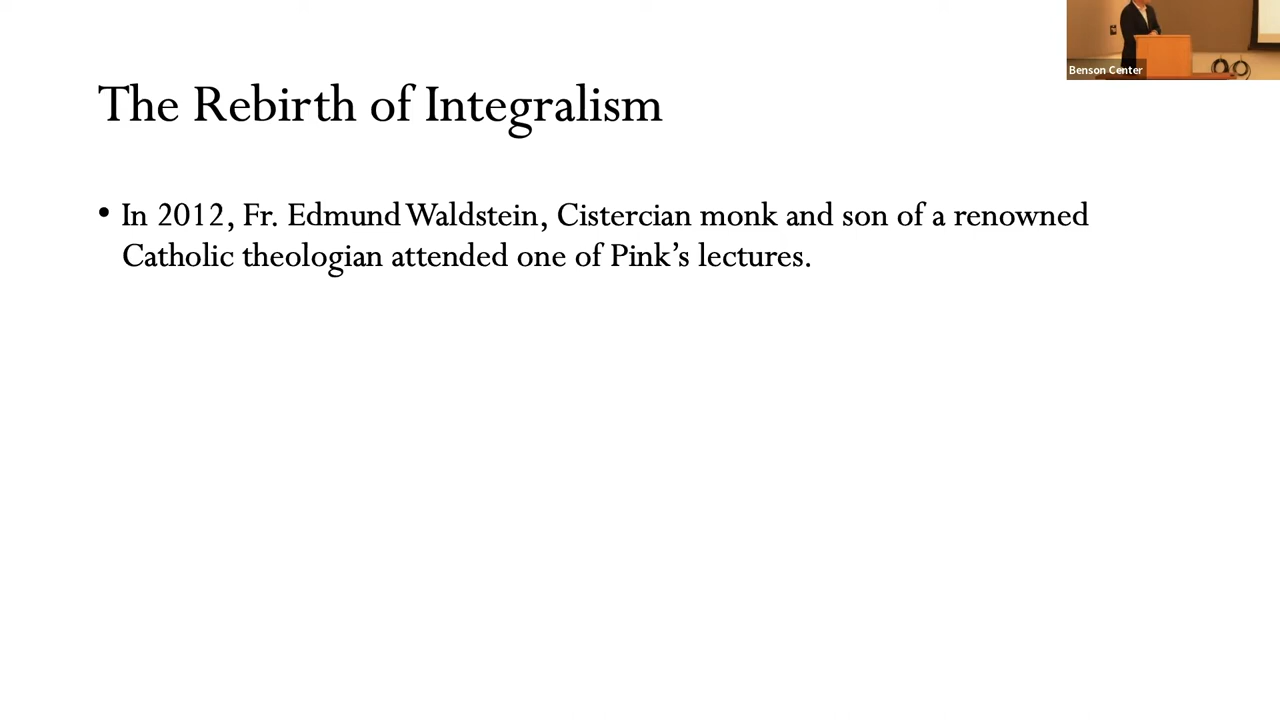 The Rebirth of Integralism
• In 2012, Fr. Edmund Waldstein, Cistercian monk and son of a renowned
Catholic theologian attended one of Pink’s lectures.
Benson Center